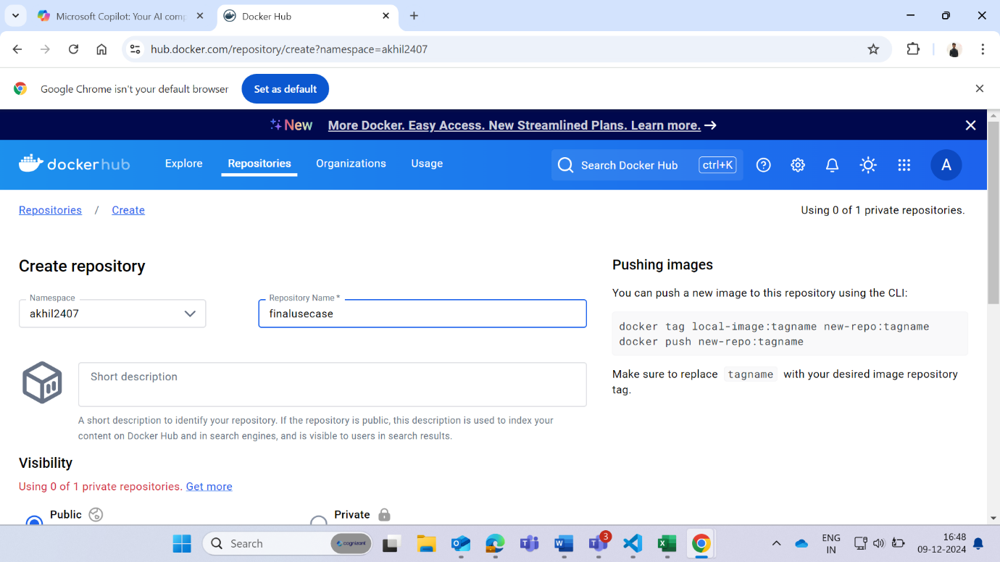 Microsoft Copilot: Your AI comp
Docker Hub
hub.docker.com/repository/create?namespace=akhil2407
Google Chrome isn't your default browser
Set as default
New More Docker. Easy Access. New Streamlined Plans. Learn more. →
docker hub
Explore
Repositories
Organizations
Usage
Search Docker Hub
ctrl+K
A
Repositories / Create
Using 0 of 1 private repositories.
Create repository
Namespace
akhil2407
Repository Name *
finalusecase
Short description
A short description to identify your repository. If the repository is public, this description is used to index your
content on Docker Hub and in search engines, and is visible to users in search results.
Visibility
Using 0 of 1 private repositories. Get more
Public
Private
Pushing images
You can push a new image to this repository using the CLI:
docker tag local-image:tagname new-repo:tagname
docker push new-repo:tagname
Make sure to replace tagname with your desired image repository
tag.
Search
cognizant
3
ENG
IN
16:48
09-12-2024